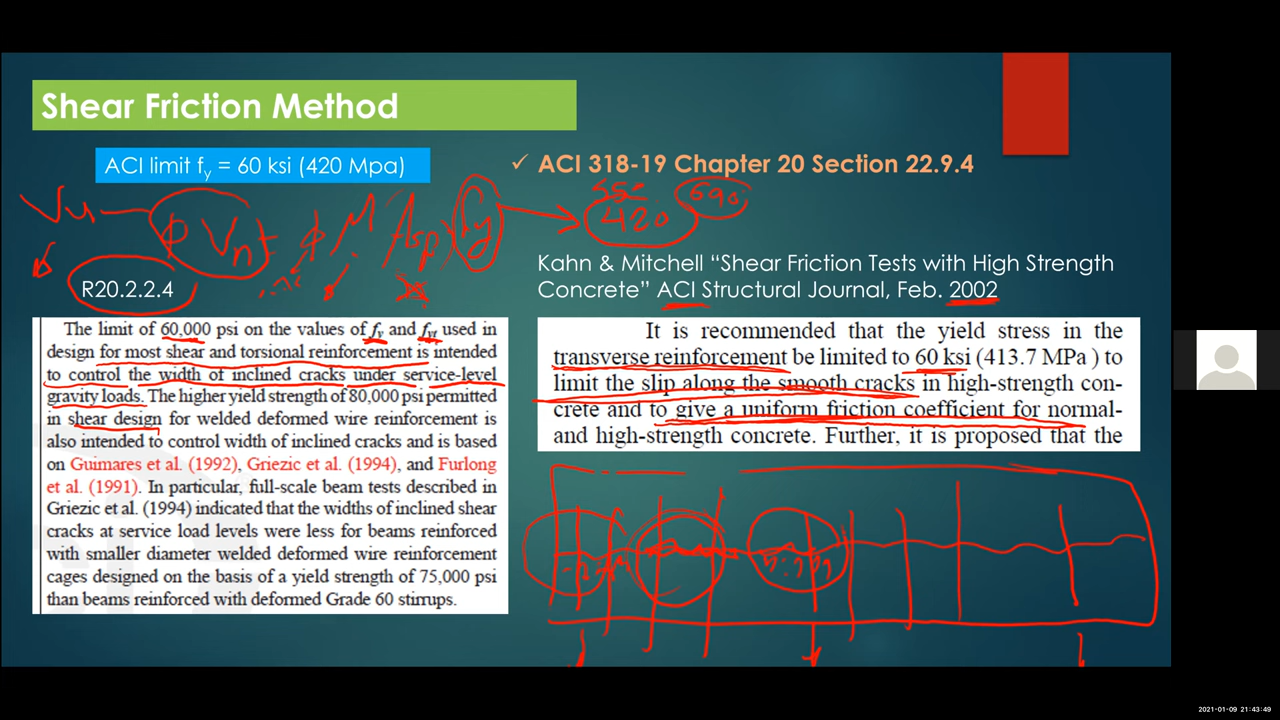 Shear Friction Method
ACI limit fy = 60 ksi (420 Mpa)
✓ ACI 318-19 Chapter 20 Section 22.9.4
Vu
φ Vn
φ μ
fy
420
550
690
R20.2.2.4
Kahn & Mitchell “Shear Friction Tests with High Strength
Concrete” ACI Structural Journal, Feb. 2002
The limit of 60,000 psi on the values of fy and fyt used in
design for most shear and torsional reinforcement is intended
to control the width of inclined cracks under service-level
gravity loads. The higher yield strength of 80,000 psi permitted
in shear design for welded deformed wire reinforcement is
also intended to control width of inclined cracks and is based
on Guimares et al. (1992), Griezic et al. (1994), and Furlong
et al. (1991). In particular, full-scale beam tests described in
Griezic et al. (1994) indicated that the widths of inclined shear
cracks at service load levels were less for beams reinforced
with smaller diameter welded deformed wire reinforcement
cages designed on the basis of a yield strength of 75,000 psi
than beams reinforced with deformed Grade 60 stirrups.
It is recommended that the yield stress in the
transverse reinforcement be limited to 60 ksi (413.7 MPa ) to
limit the slip along the smooth cracks in high-strength con-
crete and to give a uniform friction coefficient for normal-
and high-strength concrete. Further, it is proposed that the
2021-01-09 21:43:49